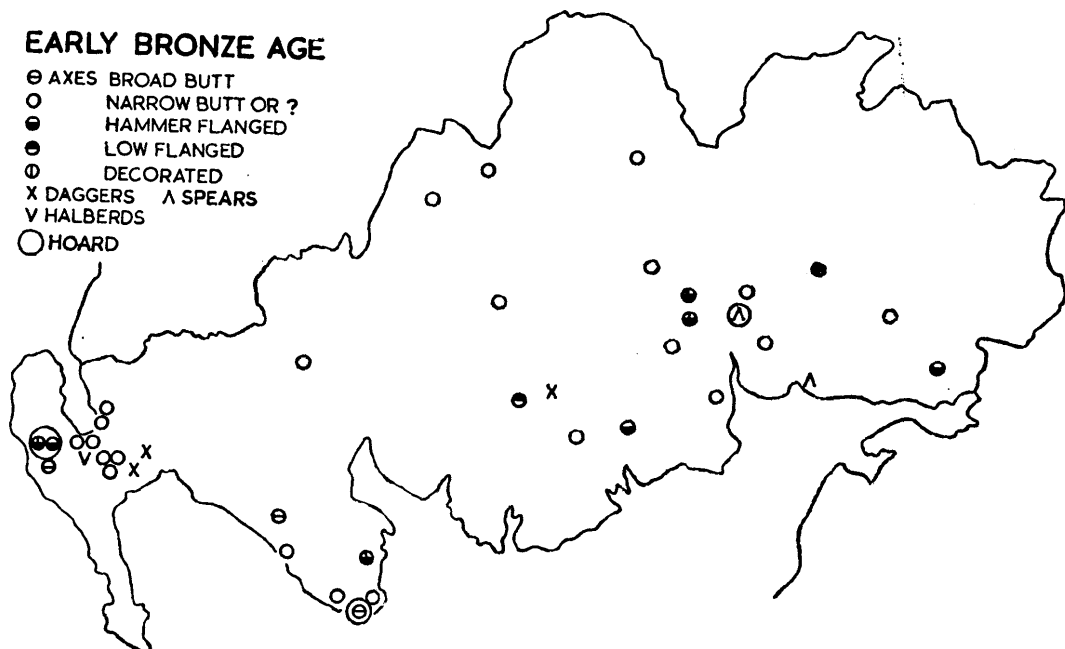 EARLY BRONZE AGE
AXES BROAD BUTT
NARROW BUTT OR ?
HAMMER FLANGED
LOW FLANGED
DECORATED
X DAGGERS Λ SPEARS
V HALBERDS
HOARD